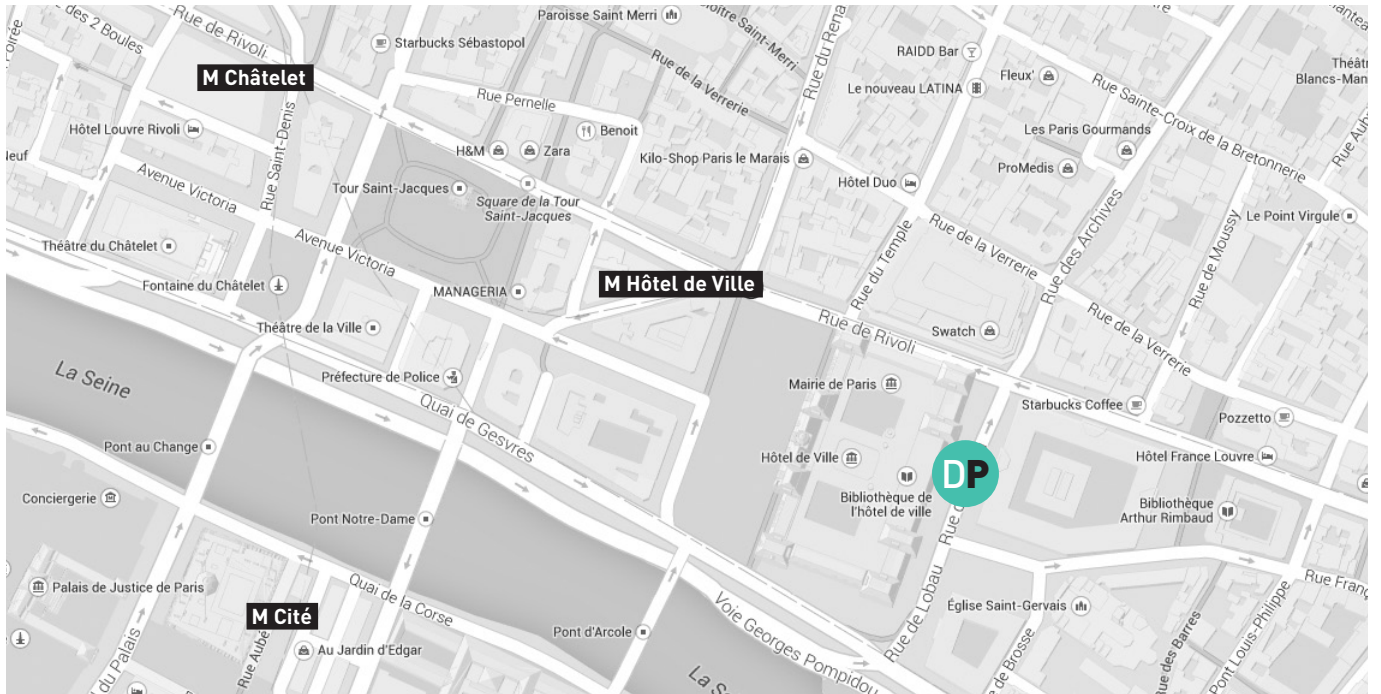 e des 2 Boules
Rue de Rivoli
Paroisse Saint Merri
Cloître Saint-Merri
Starbucks Sébastopol
Rue du Rena
RAIDD Bar
Fleux'
Théâtr
Blancs-Man
M Châtelet
Rue de la Verrerie
Le nouveau LATINA
Rue Sainte-Croix de la Bretonnerie
Rue Pernelle
Hôtel Louvre Rivoli
Benoit
Les Paris Gourmands
Rue Aub
Neuf
Rue Saint-Denis
H&M
Zara
Kilo-Shop Paris le Marais
ProMedis
Avenue Victoria
Tour Saint-Jacques
Hôtel Duo
Square de la Tour
Saint-Jacques
Le Point Virgule
Théâtre du Châtelet
Avenue Victoria
Rue de la Verrerie
Rue des Archives
Rue de Moussy
Rue du Temple
Fontaine du Châtelet
MANAGERIA
M Hôtel de Ville
Théâtre de la Ville
Rue de Rivoli
Swatch
Rue de la Verrerie
La Seine
Préfecture de Police
Mairie de Paris
Quai de Gesvres
Starbucks Coffee
Pozzetto
Pont au Change
Hôtel de Ville
DP
Hôtel France Louvre
Conciergerie
Bibliothèque de
l'hôtel de ville
Bibliothèque
Arthur Rimbaud
Pont Notre-Dame
Rue d
Palais de Justice de Paris
Quai de la Corse
Rue Franç
M Cité
Voie Georges Pompidou
Rue de Lobau
Église Saint-Gervais
Pont d'Arcole
Au Jardin d'Edgar
Rue Aubé
d du Palais
La S
e de Brosse
ue des Barres
Pont Louis-Philippe